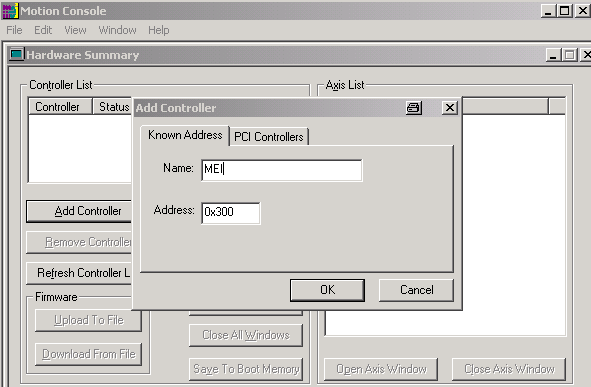 Motion Console
File Edit View Window Help
Hardware Summary
Controller List
Axis List
Controller Status
Add Controller
Known Address PCI Controllers
Name: MEI
Address: 0x300
OK Cancel
Add Controller
Remove Controller
Refresh Controller L
Firmware
Upload To File
Download From File
Close All Windows
Save To Boot Memory
Open Axis Window
Close Axis Window